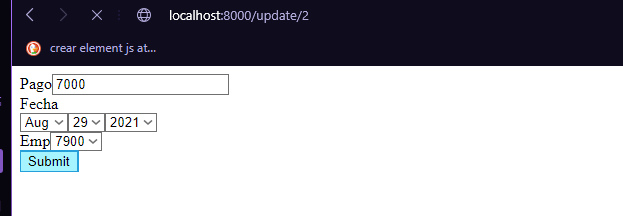 localhost:8000/update/2
crear element js at...
Pago 7000
Fecha
Aug 29 2021
Emp 7900
Submit